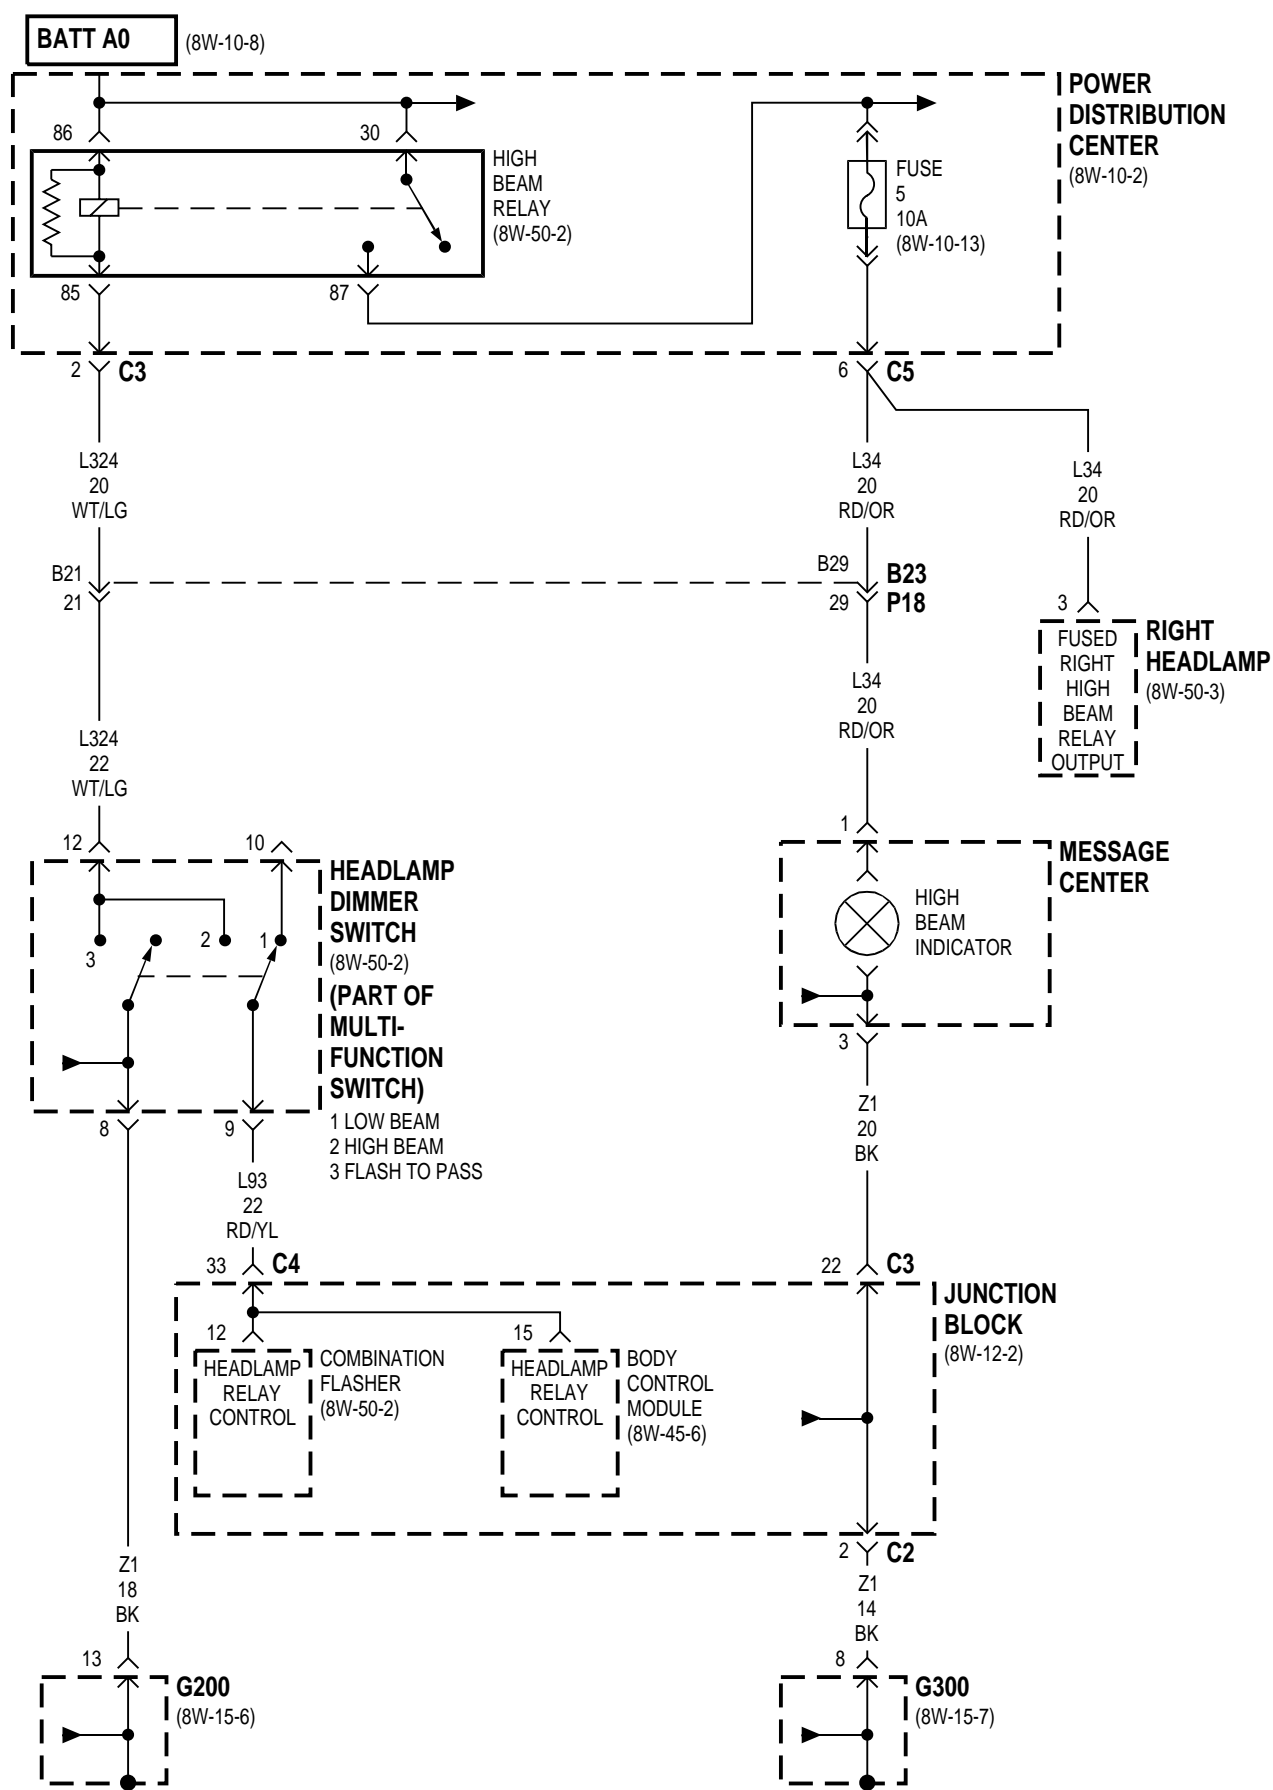 BATT A0
(8W-10-8)
POWER
DISTRIBUTION
CENTER
(8W-10-2)
86
30
HIGH
BEAM
RELAY
(8W-50-2)
FUSE
5
10A
(8W-10-13)
85
87
2
C3
6
C5
L324
20
WT/LG
L34
20
RD/OR
L34
20
RD/OR
B21
21
B29
29
B23
P18
3
FUSED
RIGHT
HIGH
BEAM
RELAY
OUTPUT
RIGHT
HEADLAMP
(8W-50-3)
L324
22
WT/LG
L34
20
RD/OR
12
10
1
HEADLAMP
DIMMER
SWITCH
(8W-50-2)
(PART OF
MULTI-
FUNCTION
SWITCH)
1 LOW BEAM
2 HIGH BEAM
3 FLASH TO PASS
3
2
1
MESSAGE
CENTER
HIGH
BEAM
INDICATOR
8
9
3
L93
22
RD/YL
Z1
20
BK
33
C4
22
C3
JUNCTION
BLOCK
(8W-12-2)
12
15
HEADLAMP
RELAY
CONTROL
COMBINATION
FLASHER
(8W-50-2)
HEADLAMP
RELAY
CONTROL
BODY
CONTROL
MODULE
(8W-45-6)
2
C2
Z1
18
BK
Z1
14
BK
13
G200
(8W-15-6)
8
G300
(8W-15-7)